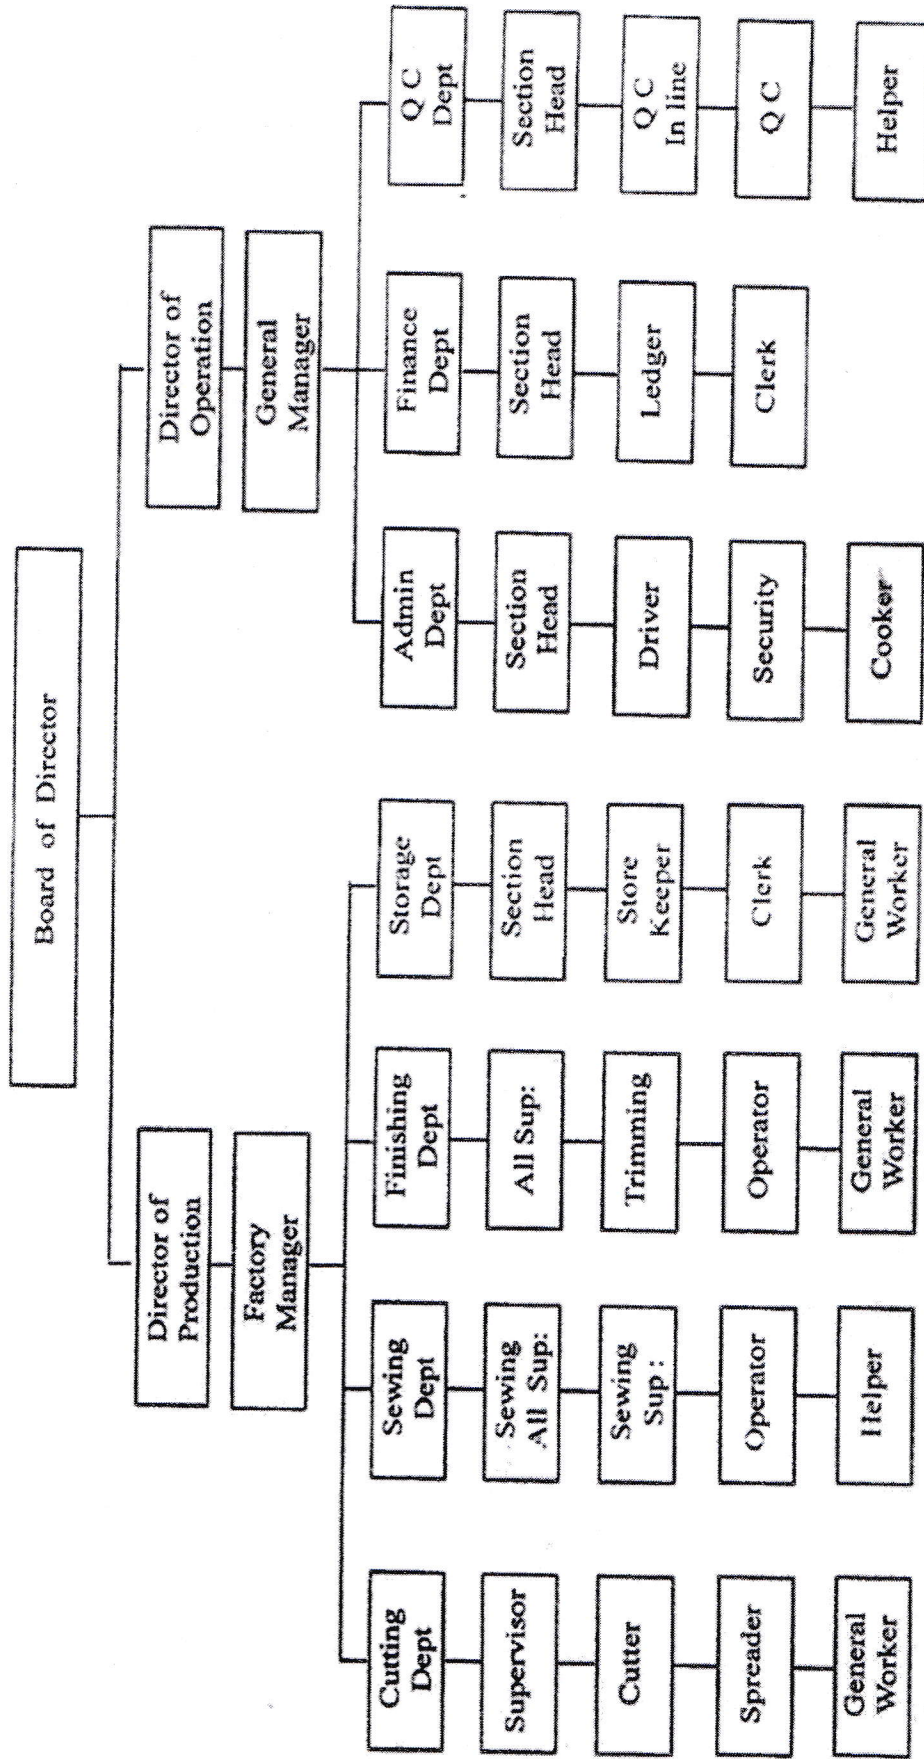 Board of Director
Director of
Production
Director of
Operation
Factory
Manager
General
Manager
Cutting
Dept
Sewing
Dept
Finishing
Dept
Storage
Dept
Admin
Dept
Finance
Dept
Q C
Dept
Supervisor
Sewing
All Sup:
All Sup:
Section
Head
Section
Head
Section
Head
Section
Head
Cutter
Sewing
Sup :
Trimming
Store
Keeper
Driver
Ledger
Q C
In line
Spreader
Operator
Operator
Clerk
Security
Clerk
Q C
General
Worker
Helper
General
Worker
General
Worker
Cooker
Helper